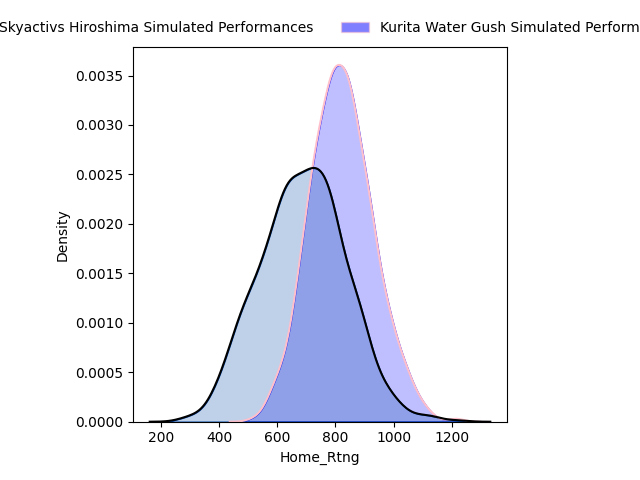 Skyactivs Hiroshima Simulated Performances Kurita Water Gush Simulated Perform
0.0035
0.0030
0.0025
0.0020
0.0015
0.0010
0.0005
0.0000
Density
200 400 600 800 1000 1200
Home_Rtng